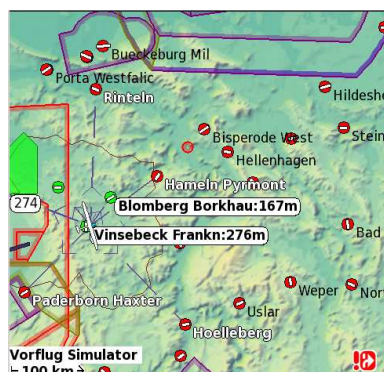 Bueckeburg Mil
Porta Westfalic
Rinteln
Hildeshe
Bisperode West
Stein
Hellenhagen
Hameln Pyrmont
274
Blomberg Borkhau:167m
Vinsebeck Frankn:276m
Bad
Paderborn Haxter
Weper
Nor
Uslar
Hoelleberg
Vorflug Simulator
100 km